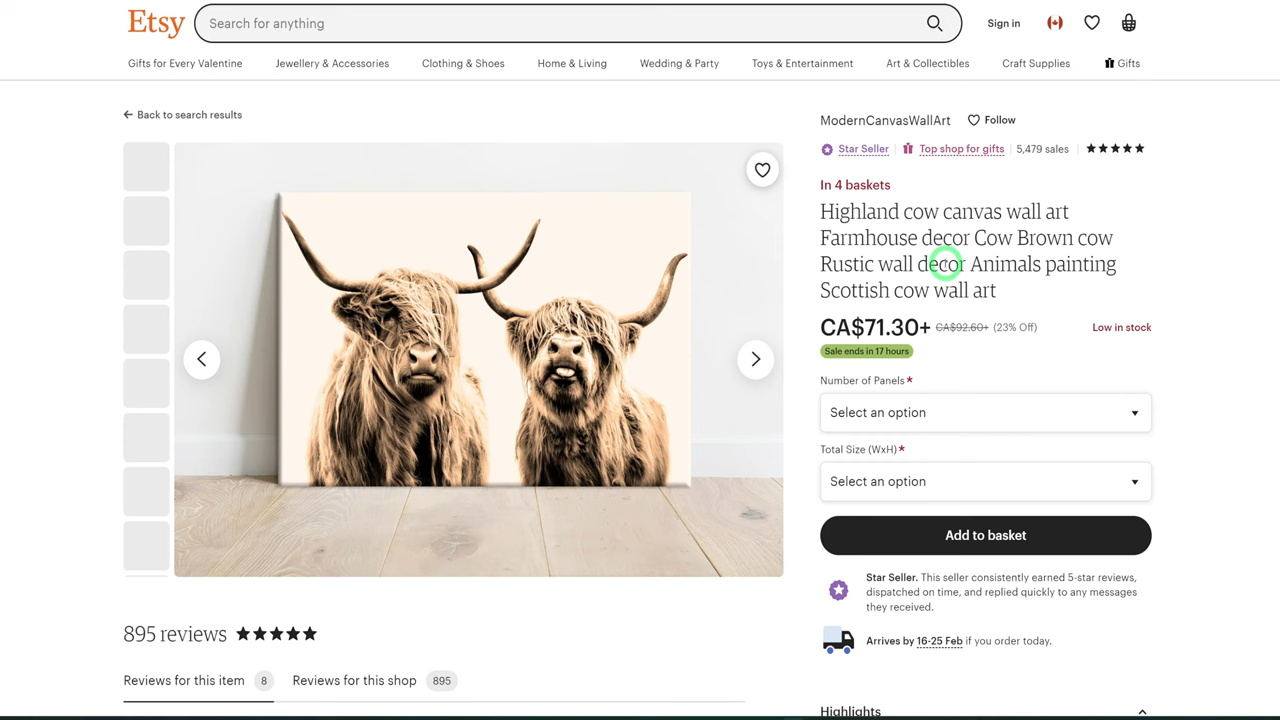 Etsy
Search for anything
Sign in
Gifts for Every Valentine
Jewellery & Accessories
Clothing & Shoes
Home & Living
Wedding & Party
Toys & Entertainment
Art & Collectibles
Craft Supplies
Gifts
Back to search results
ModernCanvasWallArt
Follow
Star Seller
Top shop for gifts
5,479 sales
In 4 baskets
Highland cow canvas wall art
Farmhouse decor Cow Brown cow
Rustic wall decor Animals painting
Scottish cow wall art
CA$71.30+ CA$92.60+ (23% Off)
Low in stock
Sale ends in 17 hours
Number of Panels*
Select an option
Total Size (WxH)*
Select an option
Add to basket
Star Seller. This seller consistently earned 5-star reviews,
dispatched on time, and replied quickly to any messages
they received.
Arrives by 16-25 Feb if you order today.
895 reviews
Reviews for this item 8
Reviews for this shop 895
Highlights